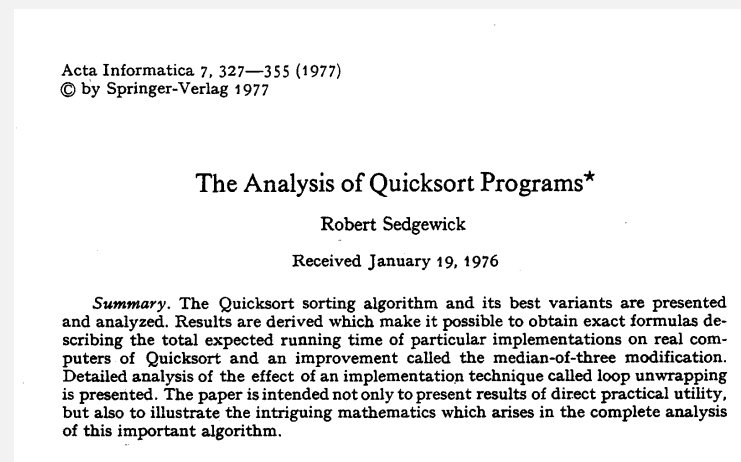 Acta Informatica 7, 327—355 (1977)
© by Springer-Verlag 1977
The Analysis of Quicksort Programs*
Robert Sedgewick
Received January 19, 1976
Summary. The Quicksort sorting algorithm and its best variants are presented
and analyzed. Results are derived which make it possible to obtain exact formulas de-
scribing the total expected running time of particular implementations on real com-
puters of Quicksort and an improvement called the median-of-three modification.
Detailed analysis of the effect of an implementation technique called loop unwrapping
is presented. The paper is intended not only to present results of direct practical utility,
but also to illustrate the intriguing mathematics which arises in the complete analysis
of this important algorithm.